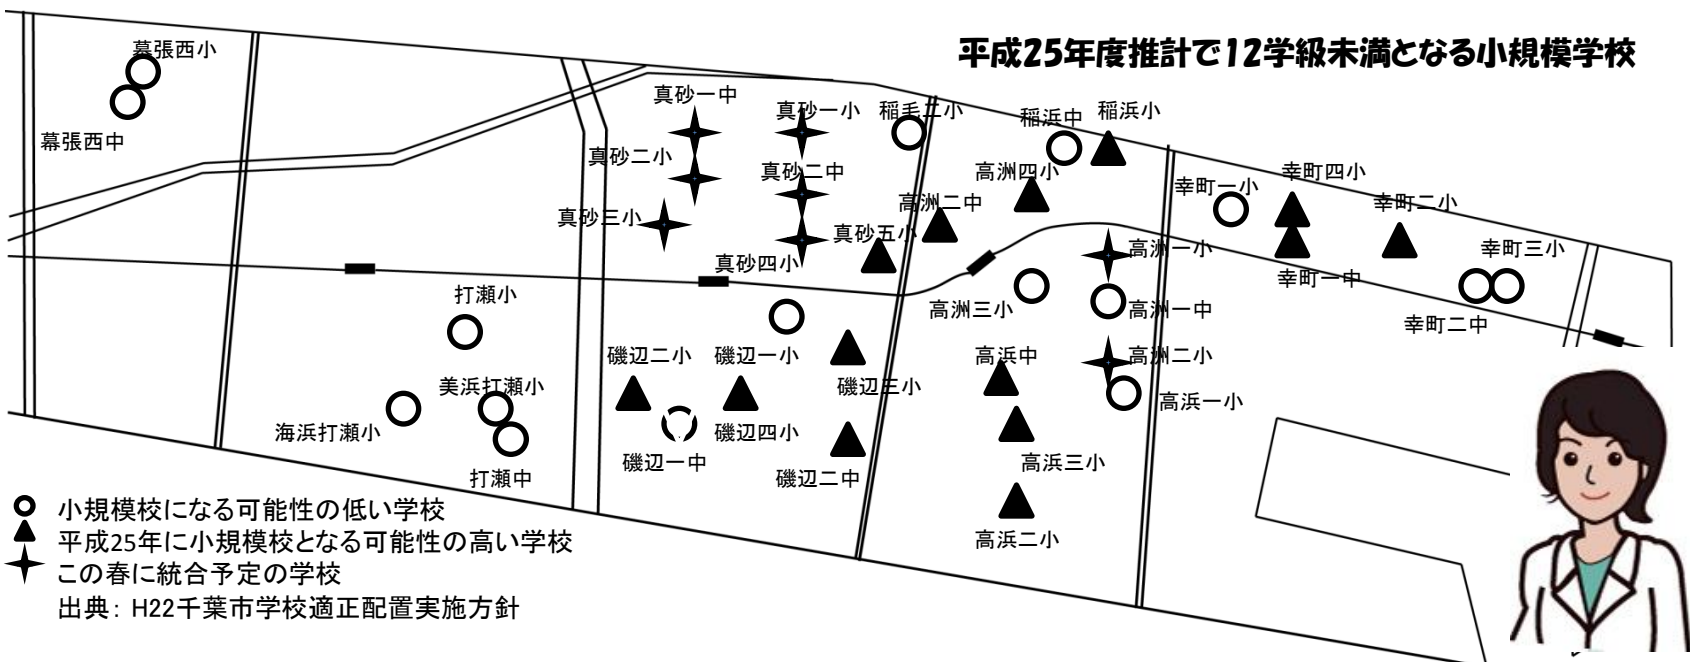 平成25年度推計で12学級未満となる小規模学校
幕張西小
幕張西中
真砂一中
真砂一小
稲毛二小
稲浜中
稲浜小
真砂二小
真砂二中
高洲四小
幸町一小
幸町四小
真砂三小
高洲二中
幸町二小
真砂五小
真砂四小
高洲一小
幸町三小
幸町一中
打瀬小
高洲三小
高洲一中
幸町二中
磯辺二小
磯辺一小
磯辺三小
高浜中
高洲二小
美浜打瀬小
高浜一小
海浜打瀬小
磯辺四小
磯辺一中
高浜三小
打瀬中
磯辺二中
高浜二小
小規模校になる可能性の低い学校
平成25年に小規模校となる可能性の高い学校
この春に統合予定の学校
出典：H22千葉市学校適正配置実施方針